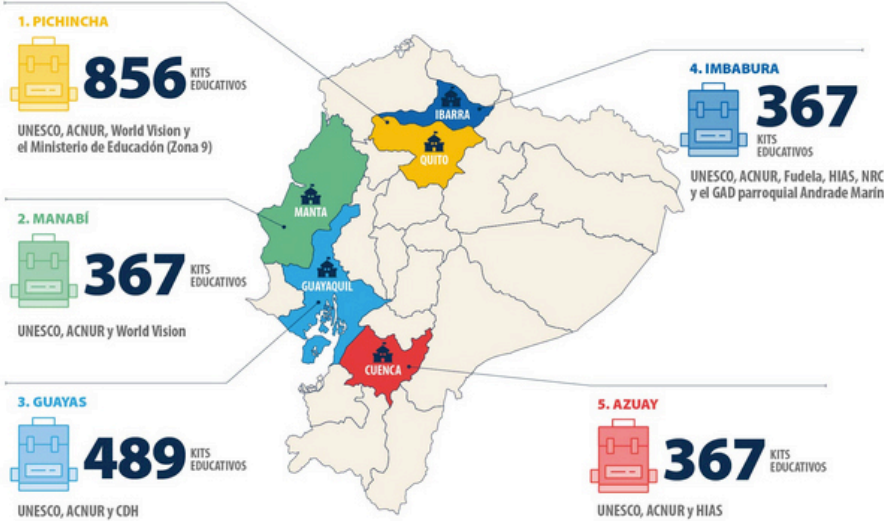 1. PICHINCHA
856 KITS
EDUCATIVOS
UNESCO, ACNUR, World Vision y
el Ministerio de Educación (Zona 9)
2. MANABÍ
367 KITS
EDUCATIVOS
UNESCO, ACNUR y World Vision
3. GUAYAS
489 KITS
EDUCATIVOS
UNESCO, ACNUR y CDH
IBARRA
QUITO
MANTA
GUAYAQUIL
CUENCA
4. IMBABURA
367
KITS
EDUCATIVOS
UNESCO, ACNUR, Fudela, HIAS, NRC
y el GAD parroquial Andrade Marín
5. AZUAY
367 KITS
EDUCATIVOS
UNESCO, ACNUR y HIAS